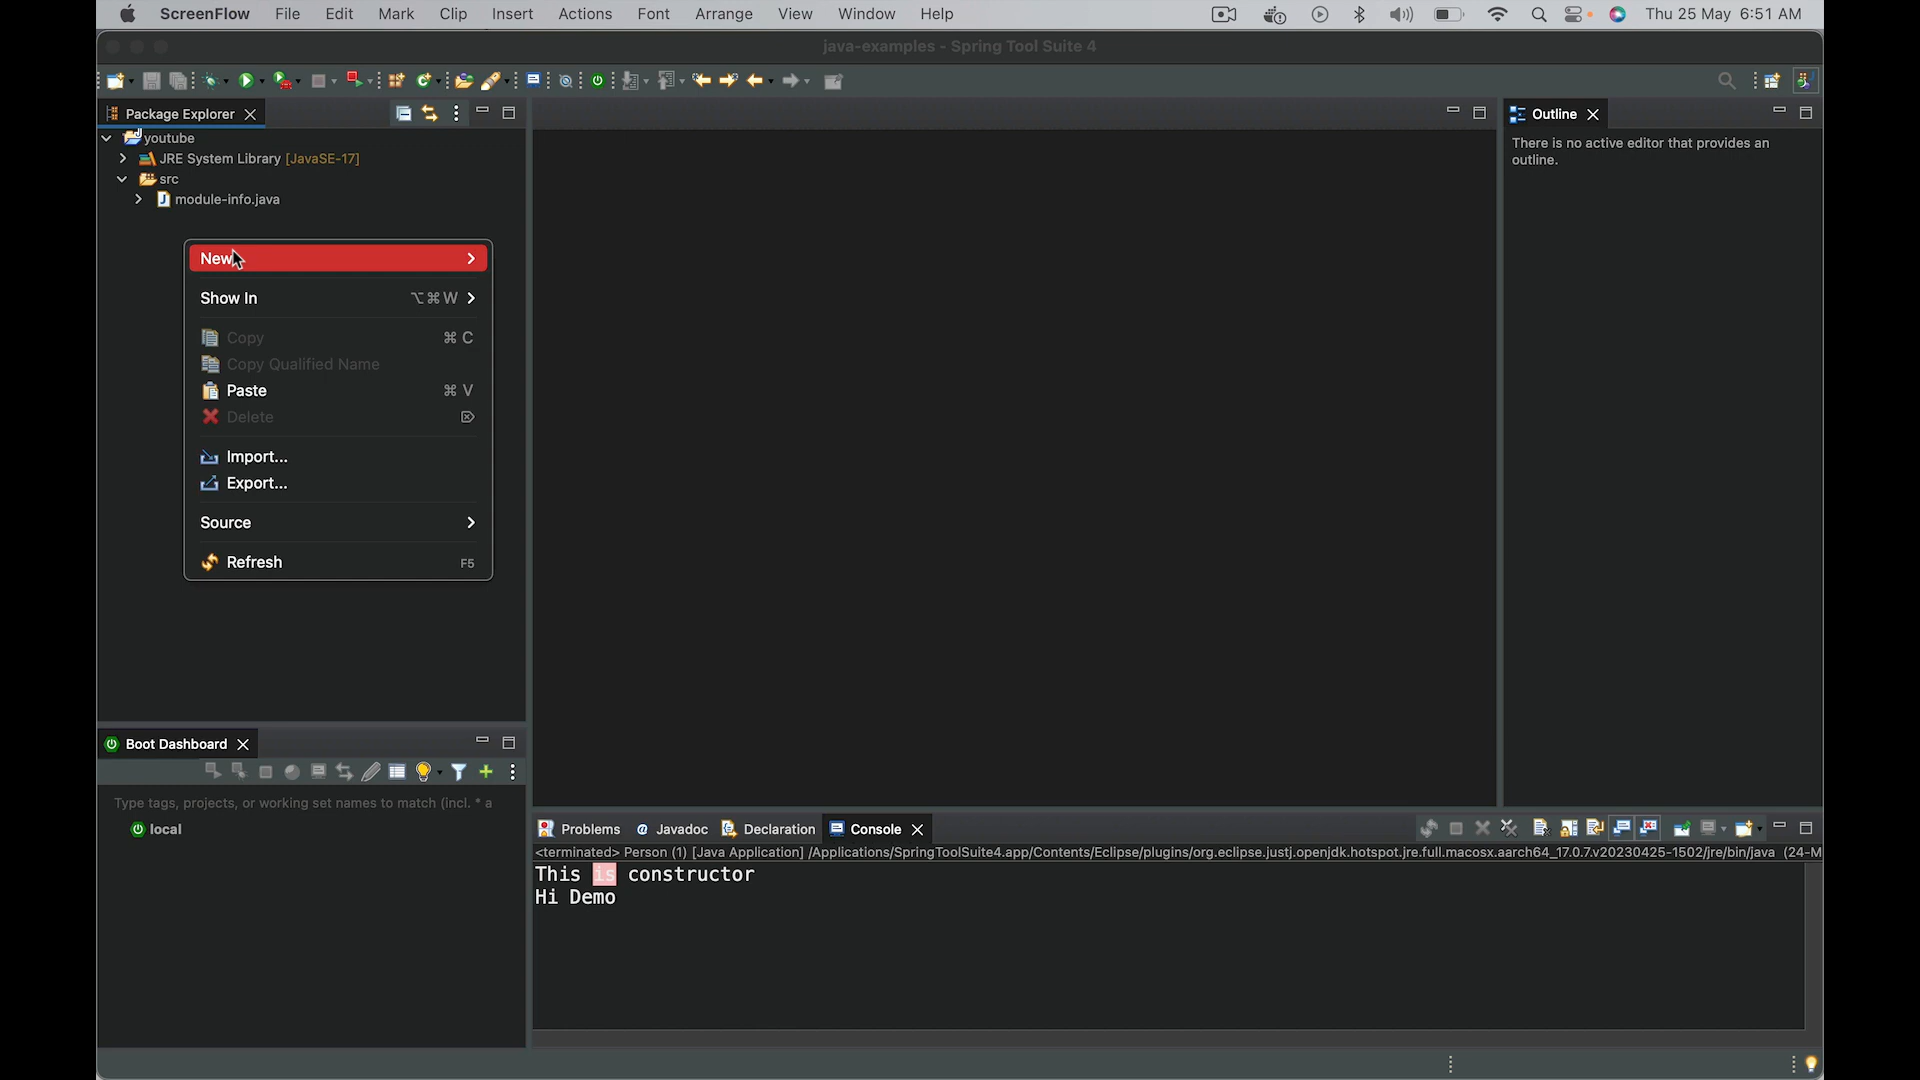 ScreenFlow File Edit Mark Clip Insert Actions Font Arrange View Window Help Thu 25 May 6:51 AM
java-examples - Spring Tool Suite 4
Package Explorer
youtube
JRE System Library [JavaSE-17]
src
module-info.java
New
Show In ⌥⌘W
Copy ⌘ C
Copy Qualified Name
Paste ⌘ V
Delete ⌦
Import...
Export...
Source
Refresh F5
Outline
There is no active editor that provides an
outline.
Boot Dashboard
Type tags, projects, or working set names to match (incl. * a
local
Problems @ Javadoc Declaration Console
<terminated> Person (1) [Java Application] /Applications/SpringToolSuite4.app/Contents/Eclipse/plugins/org.eclipse.justj.openjdk.hotspot.jre.full.macosx.aarch64_17.0.7.v20230425-1502/jre/bin/java (24-M
This is constructor
Hi Demo